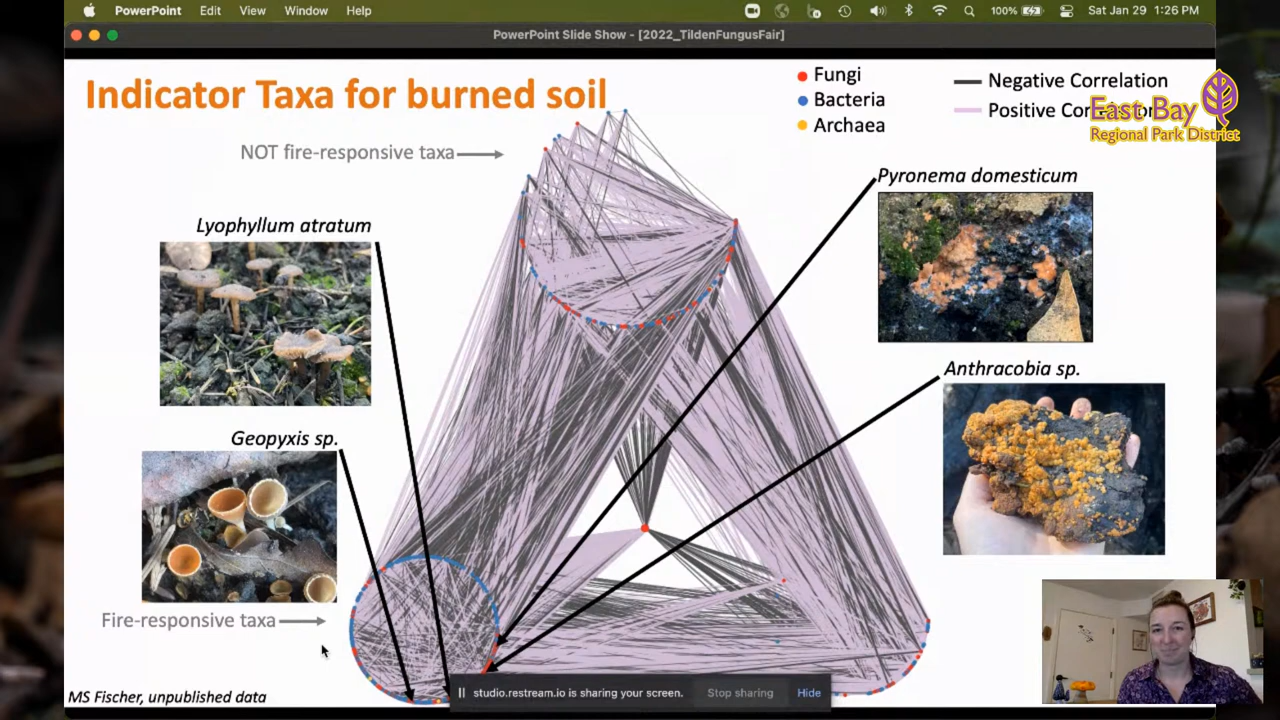 PowerPoint Edit View Window Help
100% Sat Jan 29 1:26 PM
PowerPoint Slide Show - [2022_TildenFungusFair]
Indicator Taxa for burned soil
Fungi
Bacteria
Archaea
Negative Correlation
Positive
East Bay
Regional Park District
NOT fire-responsive taxa
Pyronema domesticum
Lyophyllum atratum
Anthracobia sp.
Geopyxis sp.
Fire-responsive taxa
MS Fischer, unpublished data
studio.restream.io is sharing your screen. Stop sharing Hide